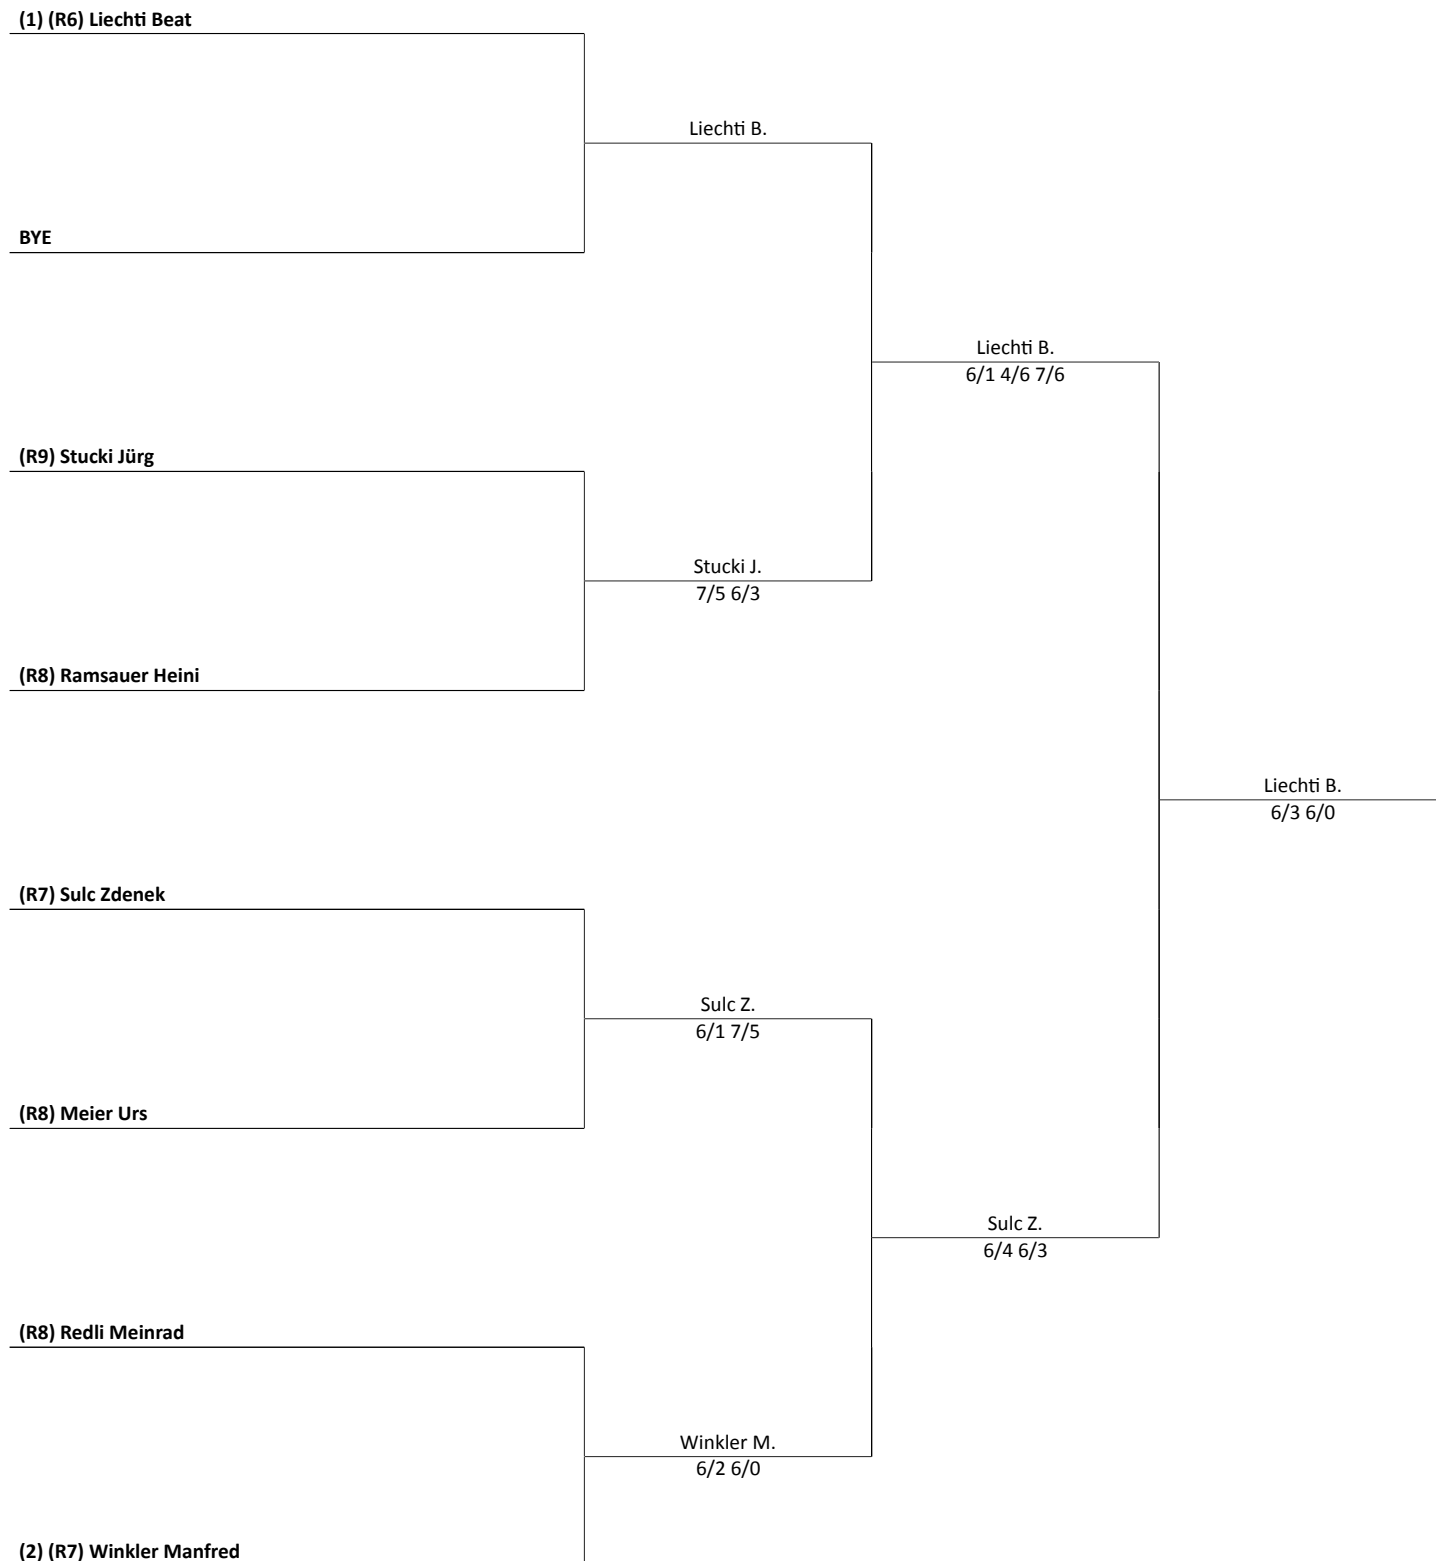 (1) (R6) Liechti Beat
Liechti B.
BYE
Liechti B.
6/1 4/6 7/6
(R9) Stucki Jürg
Stucki J.
7/5 6/3
(R8) Ramsauer Heini
Liechti B.
6/3 6/0
(R7) Sulc Zdenek
Sulc Z.
6/1 7/5
(R8) Meier Urs
Sulc Z.
6/4 6/3
(R8) Redli Meinrad
Winkler M.
6/2 6/0
(2) (R7) Winkler Manfred